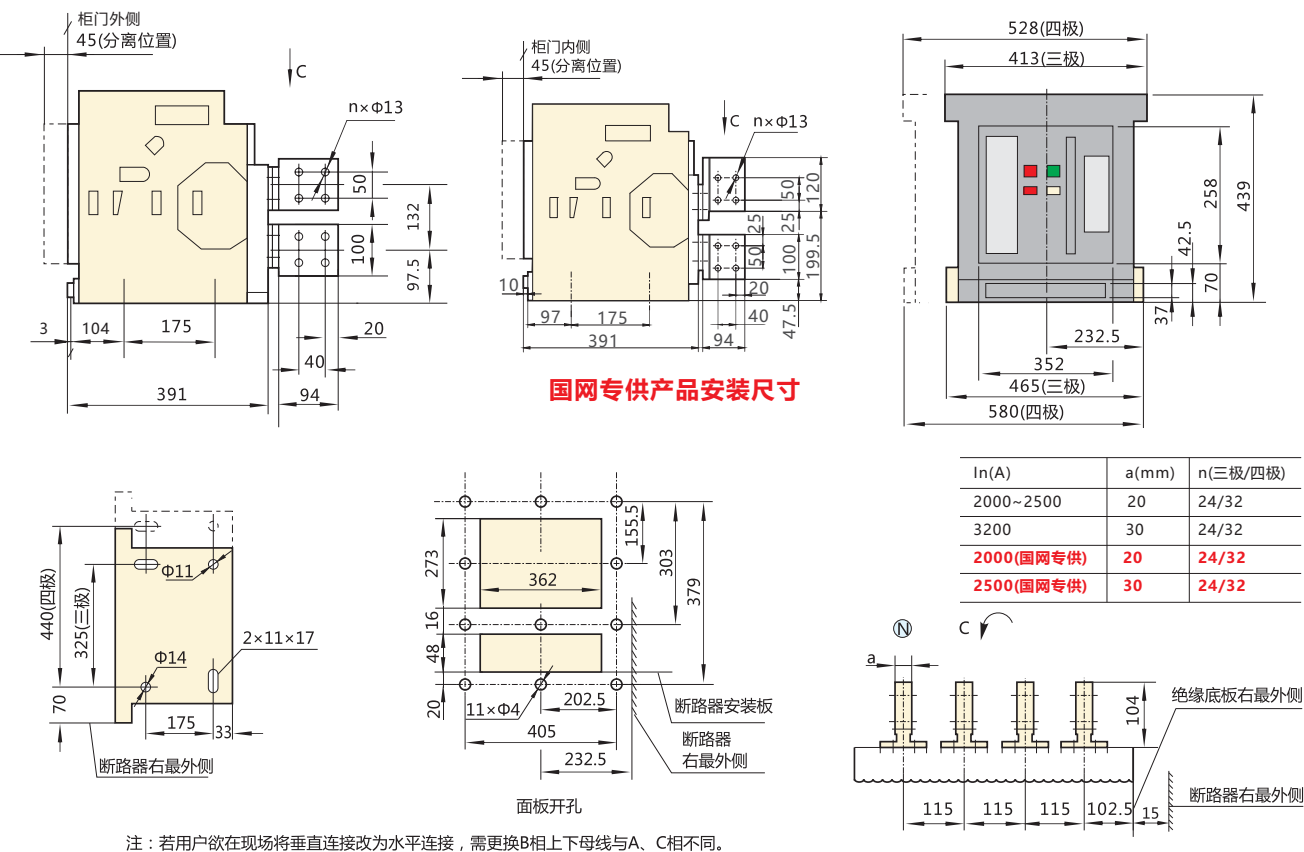 柜门外侧
45(分离位置)
C
n×Φ13
50
132
100
97.5
3
104
175
20
40
391
94
柜门内侧
45(分离位置)
C
n×Φ13
50
120
25
25
50
100
199.5
10
20
97
175
40
47.5
391
94
国网专供产品安装尺寸
528(四极)
413(三极)
258
439
42.5
70
37
232.5
352
465(三极)
580(四极)
440(四极)
325(三极)
Φ11
2×11×17
Φ14
70
175
33
断路器右最外侧
273
362
155.5
303
379
16
48
20
11×Φ4
202.5
405
232.5
断路器安装板
断路器
右最外侧
面板开孔
In(A) a(mm) n(三极/四极)
2000~2500 20 24/32
3200 30 24/32
2000(国网专供) 20 24/32
2500(国网专供) 30 24/32
N
C
a
104
绝缘底板右最外侧
断路器右最外侧
115
115
115
102.5
15
注：若用户欲在现场将垂直连接改为水平连接，需更换B相上下母线与A、C相不同。